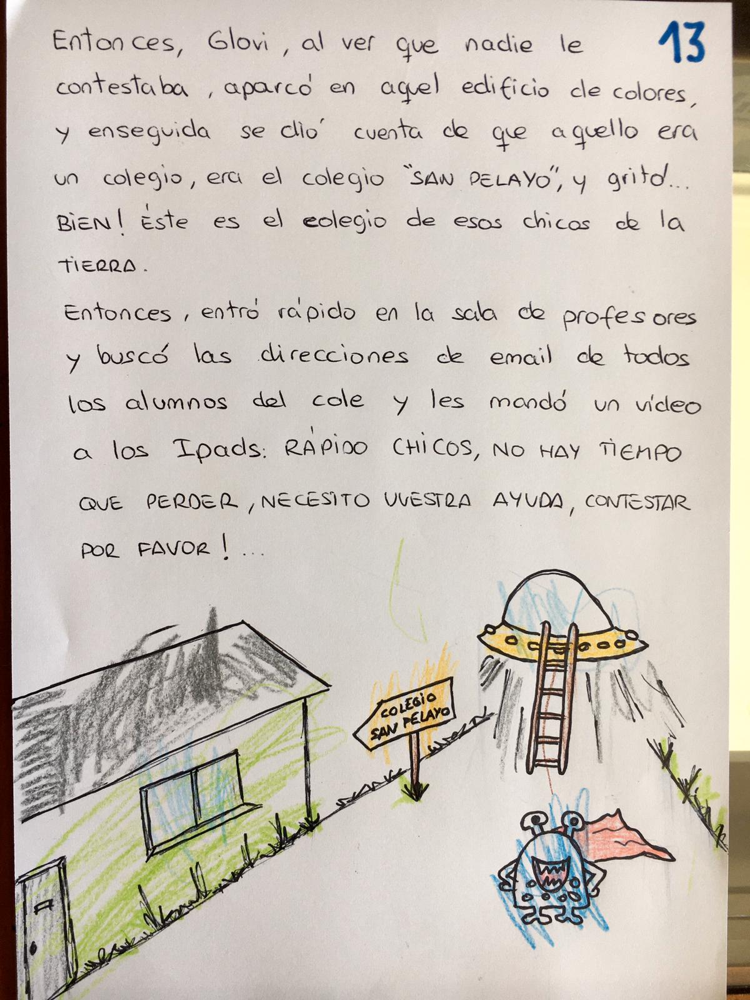 13
Entonces, Glovi, al ver que nadie le
contestaba, aparcó en aquel edificio de colores,
y enseguida se dió cuenta de que aquello era
un colegio, era el colegio "SAN PELAYO", y gritó...
BiEN! Éste es el colegio de esos chicos de la
TiERRA.
Entonces, entró rápido en la sala de profesores
y buscó las direcciones de email de todos
los alumnos del cole y les mandó un vídeo
a los Ipads: RÁPIDO CHiCOS, NO HAY TiEMPO
QUE PERDER, NECESiTO VUESTRA AYUDA, CONTESTAR
POR FAVOR!...
COLEGiO
SAN PELAYO